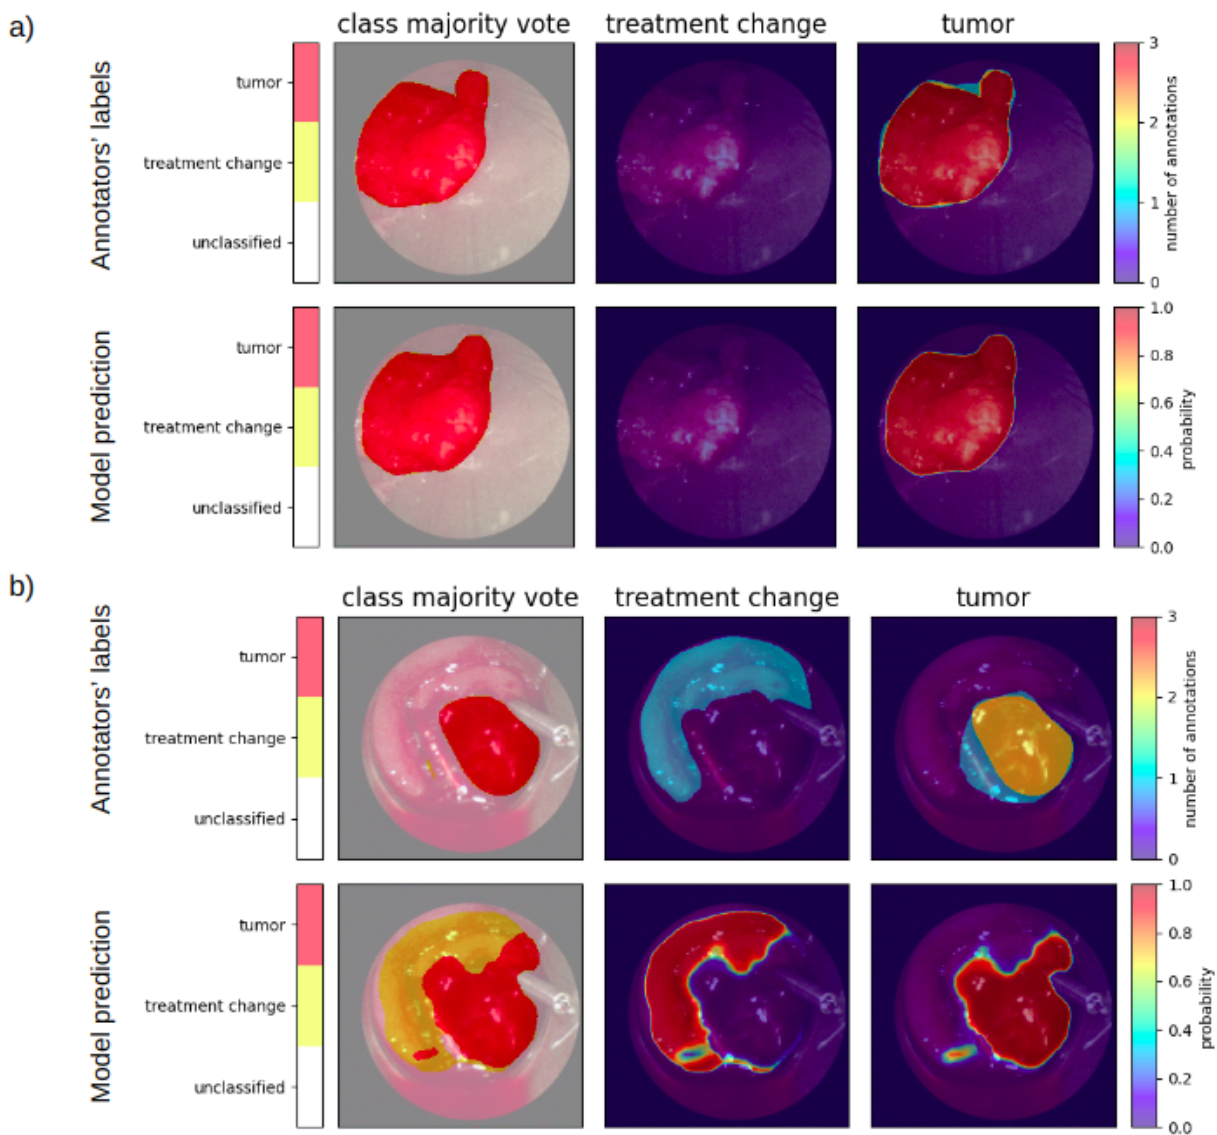 a)
class majority vote
treatment change
tumor
Annotators' labels
tumor
treatment change
unclassified
3
2
1
0
number of annotations
Model prediction
tumor
treatment change
unclassified
1.0
0.8
0.6
0.4
0.2
0.0
probability
b)
class majority vote
treatment change
tumor
Annotators' labels
tumor
treatment change
unclassified
3
2
1
0
number of annotations
Model prediction
tumor
treatment change
unclassified
1.0
0.8
0.6
0.4
0.2
0.0
probability